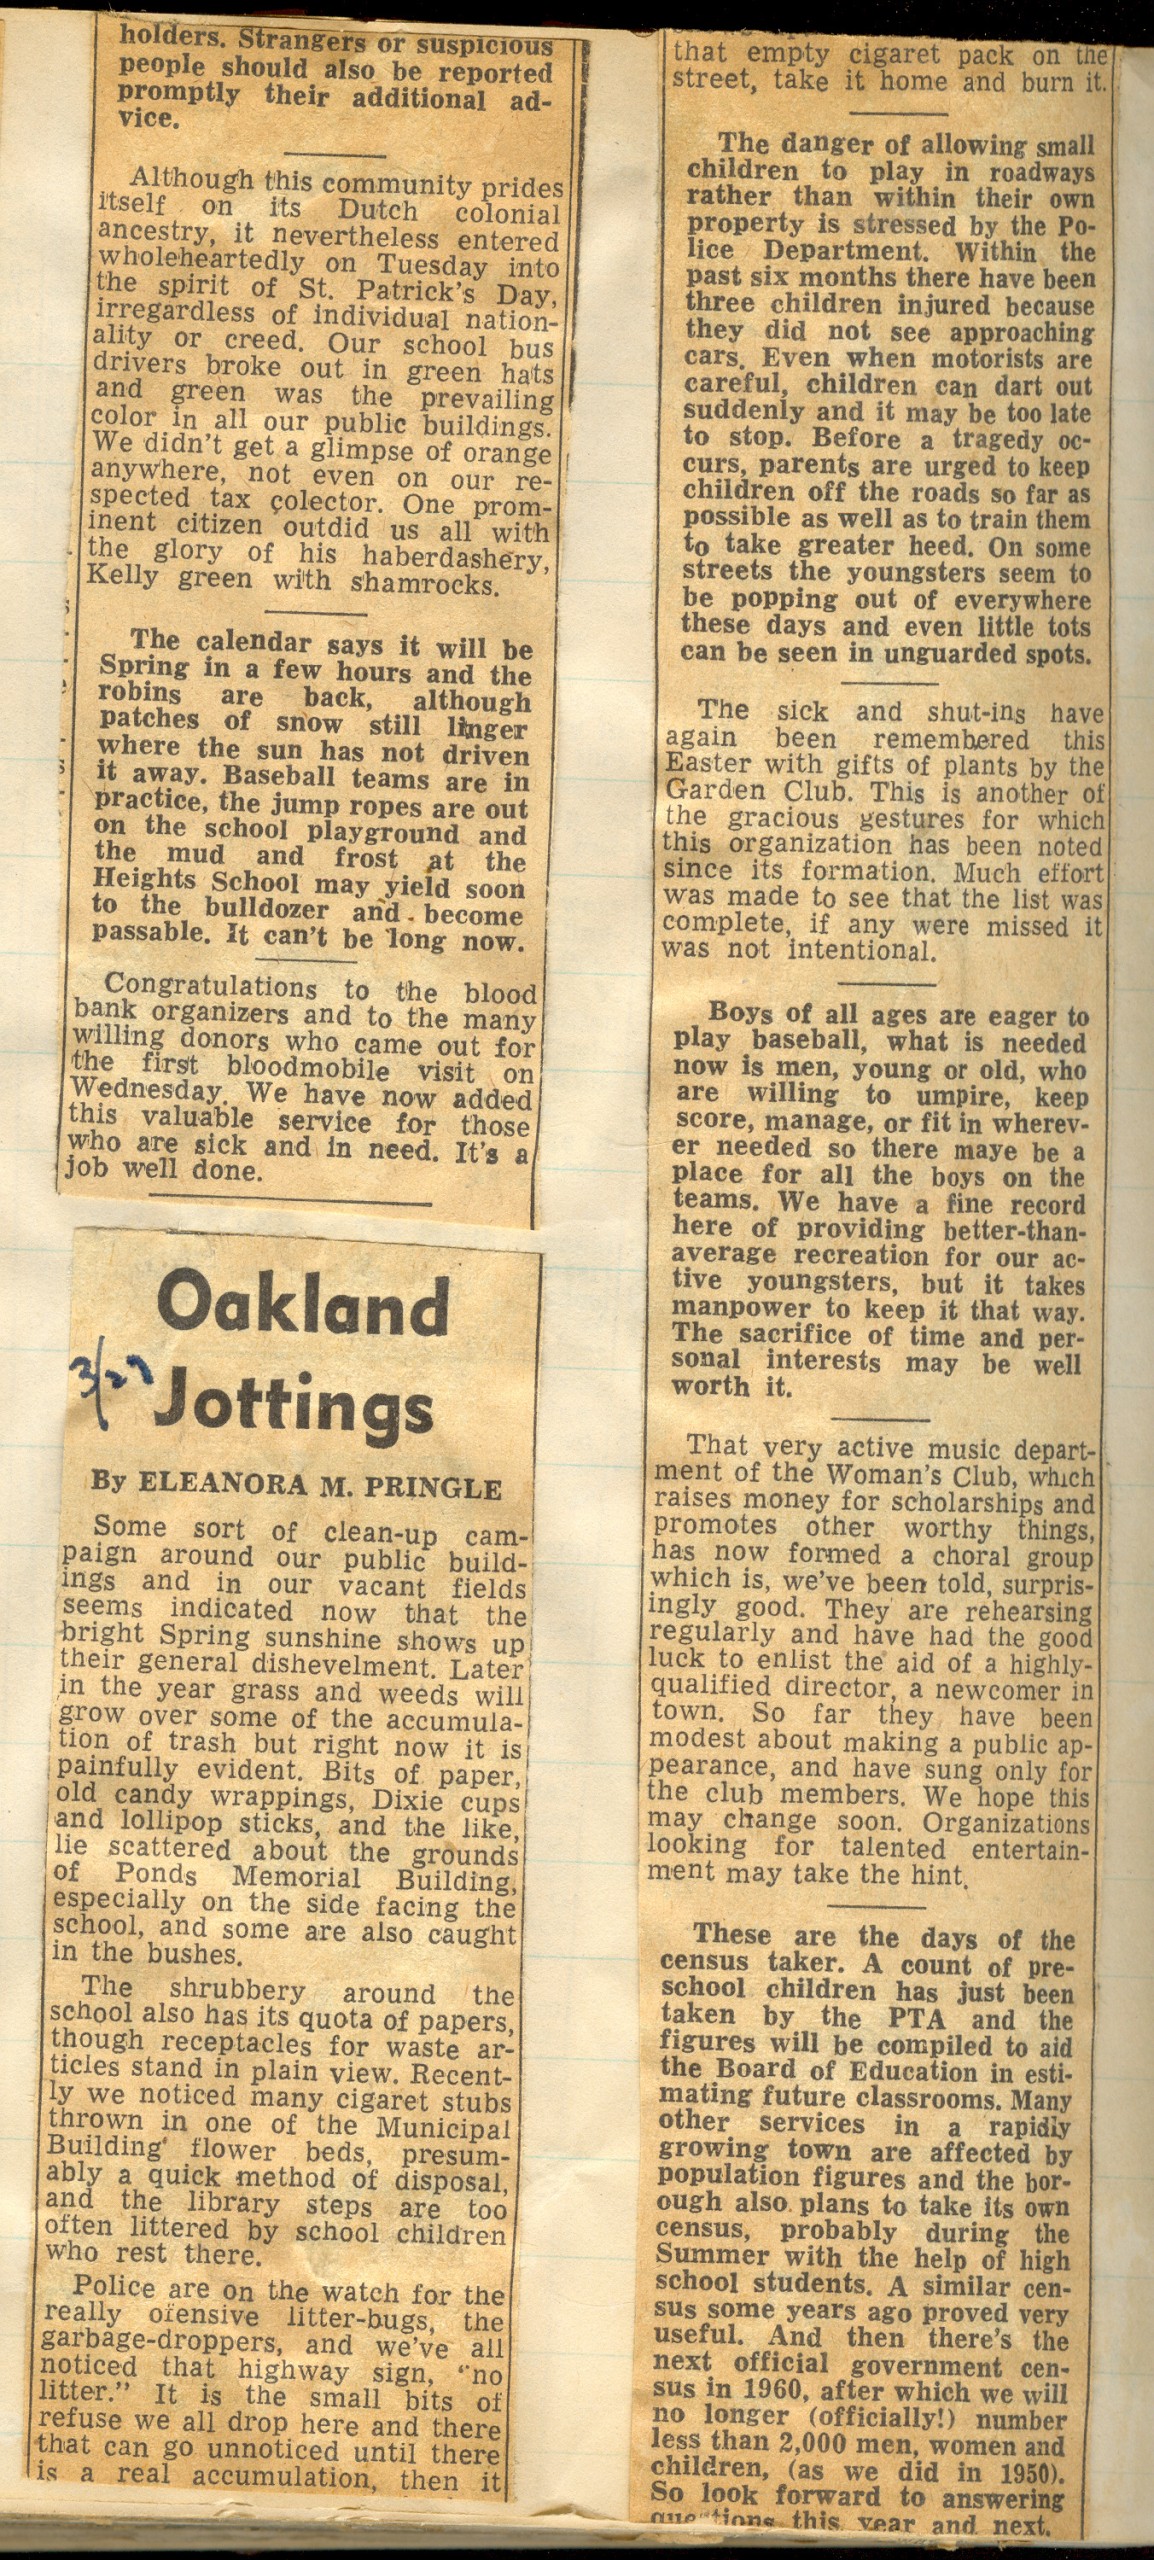 holders. Strangers or suspicious
people should also be reported
promptly their additional ad-
vice.
Although this community prides
itself on its Dutch colonial
ancestry, it nevertheless entered
wholeheartedly on Tuesday into
the spirit of St. Patrick's Day,
irregardless of individual nation-
ality or creed. Our school bus
drivers broke out in green hats
and green was the prevailing
color in all our public buildings.
We didn't get a glimpse of orange
anywhere, not even on our re-
spected tax colector. One prom-
inent citizen outdid us all with
the glory of his haberdashery,
Kelly green with shamrocks.
The calendar says it will be
Spring in a few hours and the
robins are back, although
patches of snow still linger
where the sun has not driven
it away. Baseball teams are in
practice, the jump ropes are out
on the school playground and
the mud and frost at the
Heights School may yield soon
to the bulldozer and become
passable. It can't be long now.
Congratulations to the blood
bank organizers and to the many
willing donors who came out for
the first bloodmobile visit on
Wednesday. We have now added
this valuable service for those
who are sick and in need. It's a
job well done.
Oakland
Jottings
3/27
By ELEANORA M. PRINGLE
Some sort of clean-up cam-
paign around our public build-
ings and in our vacant fields
seems indicated now that the
bright Spring sunshine shows up
their general dishevelment. Later
in the year grass and weeds will
grow over some of the accumula-
tion of trash but right now it is
painfully evident. Bits of paper,
old candy wrappings, Dixie cups
and lollipop sticks, and the like,
lie scattered about the grounds
of Ponds Memorial Building,
especially on the side facing the
school, and some are also caught
in the bushes.
The shrubbery around the
school also has its quota of papers,
though receptacles for waste ar-
ticles stand in plain view. Recent-
ly we noticed many cigaret stubs
thrown in one of the Municipal
Building flower beds, presum-
ably a quick method of disposal,
and the library steps are too
often littered by school children
who rest there.
Police are on the watch for the
really ofensive litter-bugs, the
garbage-droppers, and we've all
noticed that highway sign, "no
litter." It is the small bits of
refuse we all drop here and there
that can go unnoticed until there
is a real accumulation, then it
that empty cigaret pack on the
street, take it home and burn it.
The danger of allowing small
children to play in roadways
rather than within their own
property is stressed by the Po-
lice Department. Within the
past six months there have been
three children injured because
they did not see approaching
cars. Even when motorists are
careful, children can dart out
suddenly and it may be too late
to stop. Before a tragedy oc-
curs, parents are urged to keep
children off the roads so far as
possible as well as to train them
to take greater heed. On some
streets the youngsters seem to
be popping out of everywhere
these days and even little tots
can be seen in unguarded spots.
The sick and shut-ins have
again been remembered this
Easter with gifts of plants by the
Garden Club. This is another of
the gracious gestures for which
this organization has been noted
since its formation. Much effort
was made to see that the list was
complete, if any were missed it
was not intentional.
Boys of all ages are eager to
play baseball, what is needed
now is men, young or old, who
are willing to umpire, keep
score, manage, or fit in wherev-
er needed so there maye be a
place for all the boys on the
teams. We have a fine record
here of providing better-than-
average recreation for our ac-
tive youngsters, but it takes
manpower to keep it that way.
The sacrifice of time and per-
sonal interests may be well
worth it.
That very active music depart-
ment of the Woman's Club, which
raises money for scholarships and
promotes other worthy things,
has now formed a choral group
which is, we've been told, surpris-
ingly good. They are rehearsing
regularly and have had the good
luck to enlist the aid of a highly-
qualified director, a newcomer in
town. So far they have been
modest about making a public ap-
pearance, and have sung only for
the club members. We hope this
may change soon. Organizations
looking for talented entertain-
ment may take the hint.
These are the days of the
census taker. A count of pre-
school children has just been
taken by the PTA and the
figures will be compiled to aid
the Board of Education in esti-
mating future classrooms. Many
other services in a rapidly
growing town are affected by
population figures and the bor-
ough also plans to take its own
census, probably during the
Summer with the help of high
school students. A similar cen-
sus some years ago proved very
useful. And then there's the
next official government cen-
sus in 1960, after which we will
no longer (officially!) number
less than 2,000 men, women and
children, (as we did in 1950).
So look forward to answering
questions this year and next.